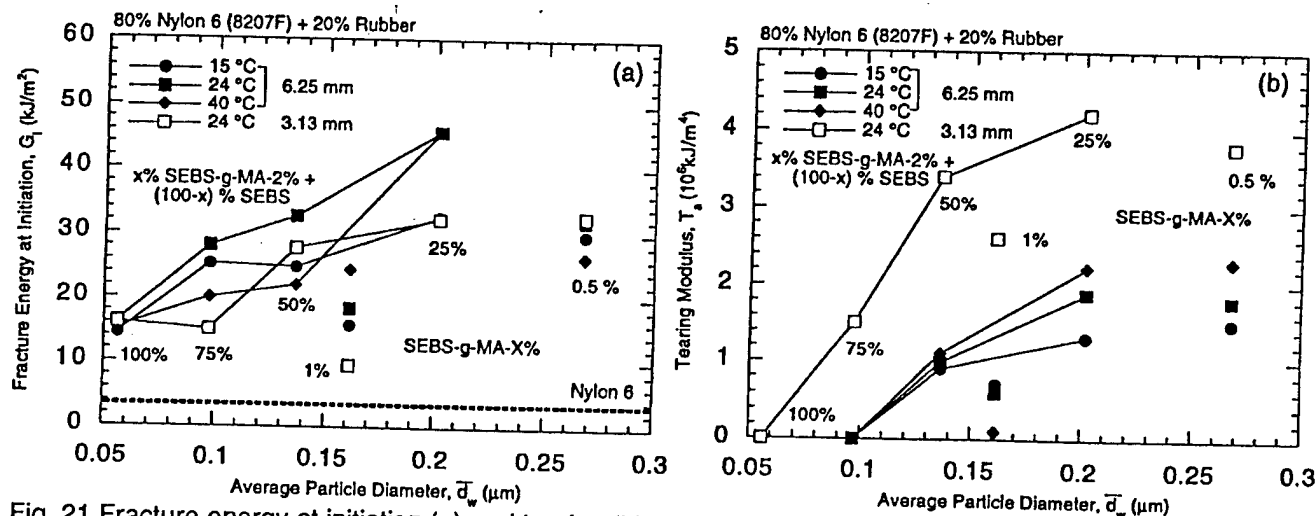 80% Nylon 6 (8207F) + 20% Rubber
60
50
40
30
20
10
0
Fracture Energy at Initiation, G_i (kJ/m²)
15 °C
24 °C
40 °C
6.25 mm
24 °C 3.13 mm
(a)
x% SEBS-g-MA-2% +
(100-x) % SEBS
25%
50%
0.5 %
100%
75%
1%
SEBS-g-MA-X%
Nylon 6
0.05 0.1 0.15 0.2 0.25 0.3
Average Particle Diameter, d̅_w (μm)
80% Nylon 6 (8207F) + 20% Rubber
5
4
3
2
1
0
Tearing Modulus, T_a (10⁶kJ/m⁴)
15 °C
24 °C
40 °C
6.25 mm
24 °C 3.13 mm
(b)
x% SEBS-g-MA-2% +
(100-x) % SEBS
25%
0.5 %
50%
SEBS-g-MA-X%
1%
75%
100%
0.05 0.1 0.15 0.2 0.25 0.3
Average Particle Diameter, d̅_w (μm)
Fig. 21 Fracture energy at initiation (a) and